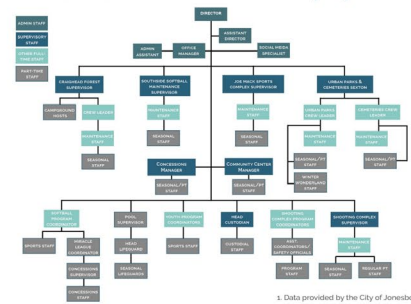 DIRECTOR
ADMIN STAFF
SUPERVISORY
STAFF
OTHER FULL-
TIME STAFF
PART-TIME
STAFF
ASSISTANT
DIRECTOR
ADMIN
ASSISTANT
OFFICE
MANAGER
SOCIAL MEDIA
SPECIALIST
CRAIGHEAD FOREST
SUPERVISOR
SOUTHSIDE SOFTBALL
MAINTENANCE
SUPERVISOR
JOE MACK SPORTS
COMPLEX SUPERVISOR
URBAN PARKS &
CEMETERIES SEXTON
CAMPGROUND
HOSTS
CREW LEADER
MAINTENANCE
STAFF
MAINTENANCE
STAFF
URBAN PARKS
CREW LEADER
CEMETERIES CREW
LEADER
MAINTENANCE
STAFF
SEASONAL
STAFF
SEASONAL
STAFF
MAINTENANCE
STAFF
MAINTENANCE
STAFF
SEASONAL
STAFF
SEASONAL/PT
STAFF
SEASONAL/PT
STAFF
WINTER
WONDERLAND
STAFF
CONCESSIONS
MANAGER
COMMUNITY CENTER
MANAGER
SEASONAL/PT
STAFF
SEASONAL/PT
STAFF
SOFTBALL
PROGRAM
COORDINATOR
POOL
SUPERVISOR
YOUTH PROGRAM
COORDINATORS
HEAD
CUSTODIAN
SHOOTING
COMPLEX PROGRAM
COORDINATORS
SHOOTING COMPLEX
SUPERVISOR
SPORTS STAFF
MIRACLE
LEAGUE
COORDINATOR
HEAD
LIFEGUARD
SPORTS STAFF
CUSTODIAL
STAFF
ASST.
COORDINATORS/
SAFETY OFFICIALS
MAINTENANCE
STAFF
CONCESSIONS
SUPERVISOR
SEASONAL
LIFEGUARDS
PROGRAM
STAFF
SEASONAL
STAFF
REGULAR PT
STAFF
CONCESSIONS
STAFF
1. Data provided by the City of Jonesb